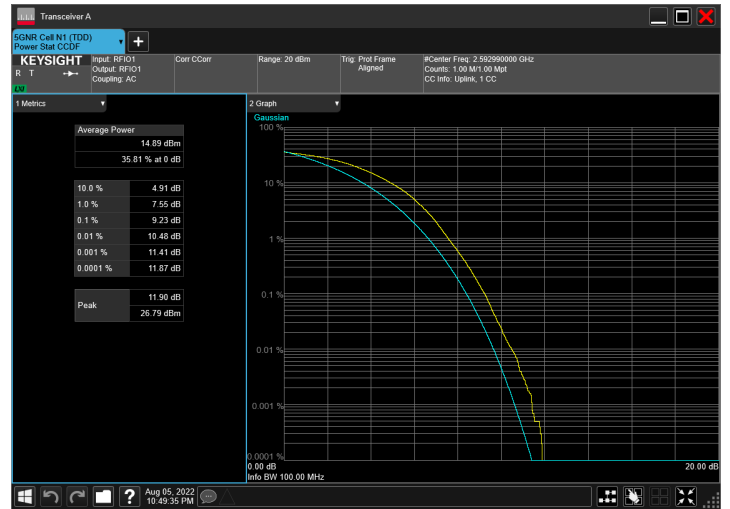 Transceiver A
5GNR Cell N1 (TDD)
Power Stat CCDF
KEYSIGHT
R T
LXI
Input: RFIO1
Output: RFIO1
Coupling: AC
Corr CCorr
Range: 20 dBm
Trig: Prot Frame
Aligned
#Center Freq: 2.592990000 GHz
Counts: 1.00 M/1.00 Mpt
CC Info: Uplink, 1 CC
1 Metrics
Average Power
14.89 dBm
35.81 % at 0 dB
10.0 % 4.91 dB
1.0 % 7.55 dB
0.1 % 9.23 dB
0.01 % 10.48 dB
0.001 % 11.41 dB
0.0001 % 11.87 dB
Peak
11.90 dB
26.79 dBm
2 Graph
Gaussian
100 %
10 %
1 %
0.1 %
0.01 %
0.001 %
0.0001 %
0.00 dB
20.00 dB
Info BW 100.00 MHz
?
Aug 05, 2022
10:49:35 PM